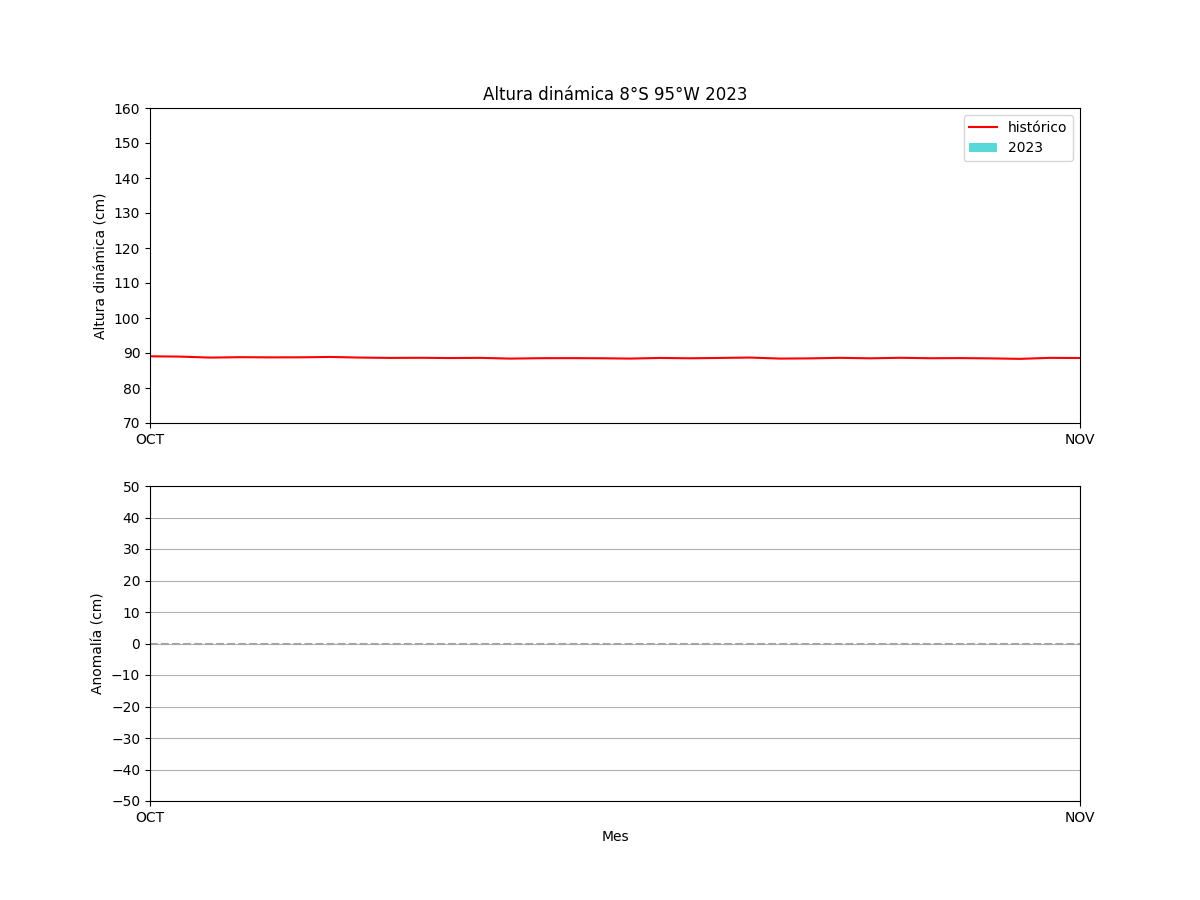 Altura dinámica 8°S 95°W 2023
160
150
140
130
120
110
100
90
80
70
Altura dinámica (cm)
histórico
2023
OCT
NOV
50
40
30
20
10
0
−10
−20
−30
−40
−50
Anomalía (cm)
OCT
NOV
Mes